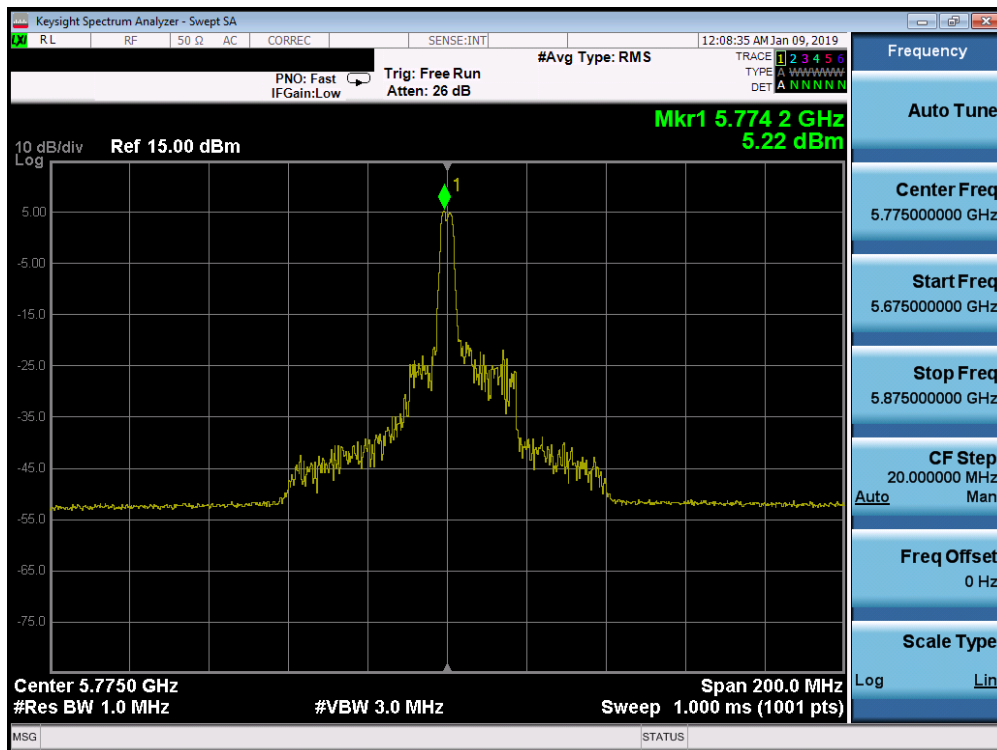 Keysight Spectrum Analyzer - Swept SA
LXI RL RF 50 Ω AC CORREC SENSE:INT 12:08:35 AM Jan 09, 2019
Frequency
#Avg Type: RMS
TRACE 1 2 3 4 5 6
TYPE A WWWWW
DET A N N N N N
PNO: Fast
IFGain:Low
Trig: Free Run
Atten: 26 dB
Mkr1 5.774 2 GHz
5.22 dBm
10 dB/div
Log
Ref 15.00 dBm
1
5.00
-5.00
-15.0
-25.0
-35.0
-45.0
-55.0
-65.0
-75.0
Center 5.7750 GHz
Span 200.0 MHz
#Res BW 1.0 MHz
#VBW 3.0 MHz
Sweep 1.000 ms (1001 pts)
Auto Tune
Center Freq
5.775000000 GHz
Start Freq
5.675000000 GHz
Stop Freq
5.875000000 GHz
CF Step
20.000000 MHz
Auto Man
Freq Offset
0 Hz
Scale Type
Log Lin
MSG
STATUS